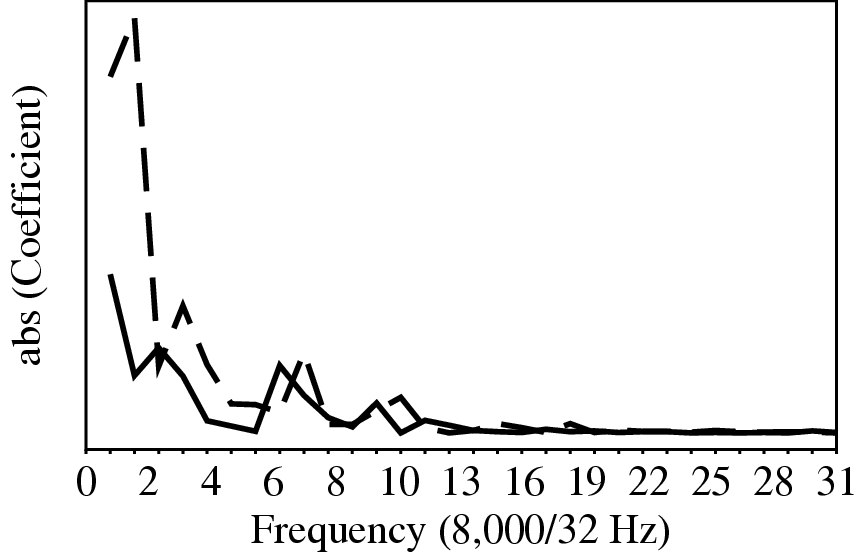 abs (Coefficient)
0 2 4 6 8 10 13 16 19 22 25 28 31
Frequency (8,000/32 Hz)